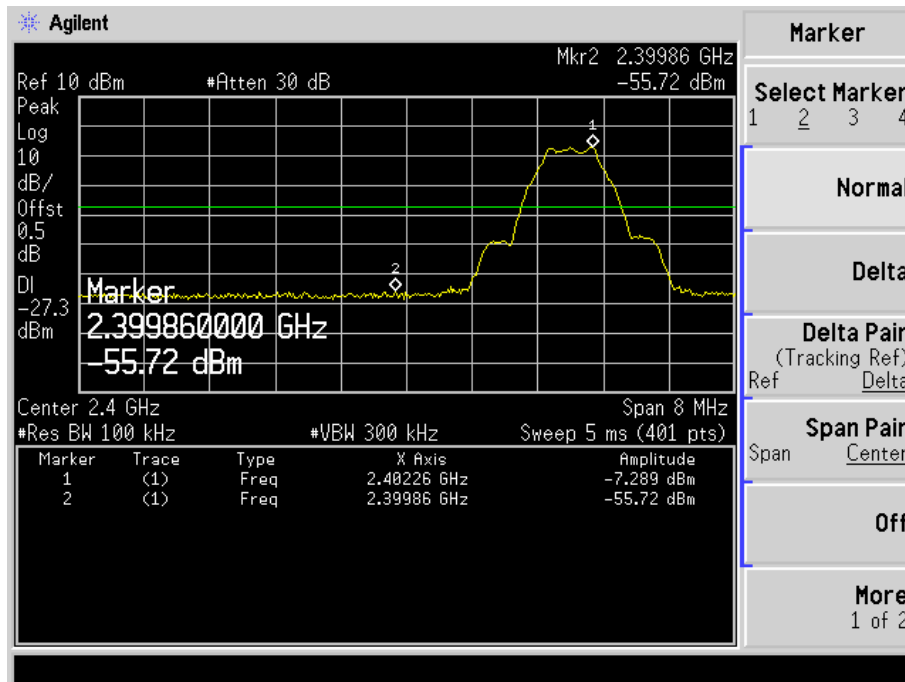 Agilent
Marker
Mkr2 2.39986 GHz
Ref 10 dBm #Atten 30 dB -55.72 dBm
Peak
Log
10
dB/
Offst
0.5
dB
DI
-27.3
dBm
1
2
Marker
2.399860000 GHz
-55.72 dBm
Center 2.4 GHz Span 8 MHz
#Res BW 100 kHz #VBW 300 kHz Sweep 5 ms (401 pts)
Marker Trace Type X Axis Amplitude
1 (1) Freq 2.40226 GHz -7.289 dBm
2 (1) Freq 2.39986 GHz -55.72 dBm
Select Marker
1 2 3 4
Normal
Delta
Delta Pair
(Tracking Ref)
Ref Delta
Span Pair
Span Center
Off
More
1 of 2